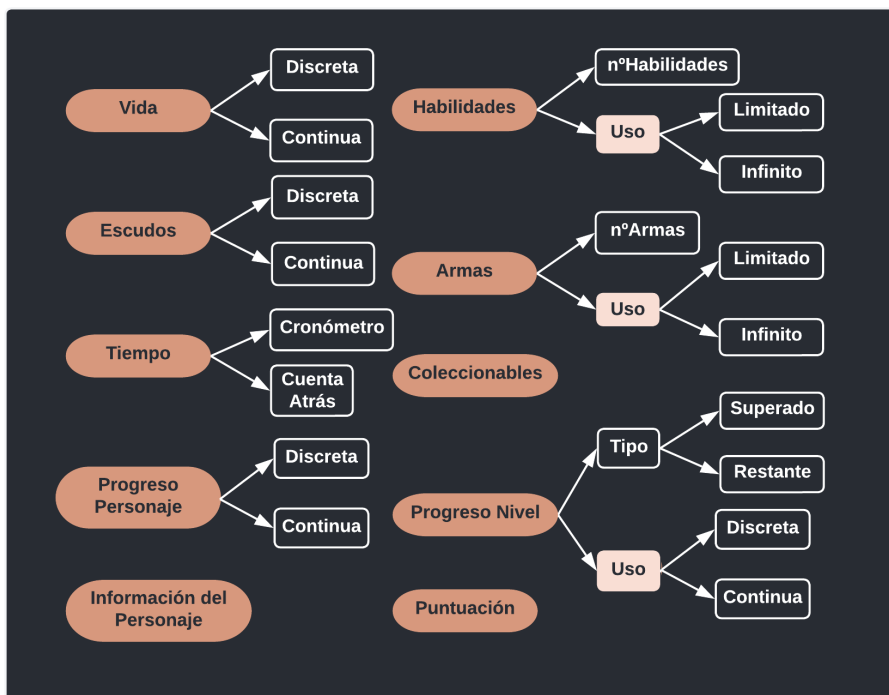 Vida
Discreta
Continua
Escudos
Discreta
Continua
Tiempo
Cronómetro
Cuenta
Atrás
Progreso
Personaje
Discreta
Continua
Información del
Personaje
Habilidades
nºHabilidades
Uso
Limitado
Infinito
Armas
nºArmas
Uso
Limitado
Infinito
Coleccionables
Progreso Nivel
Tipo
Superado
Restante
Uso
Discreta
Continua
Puntuación